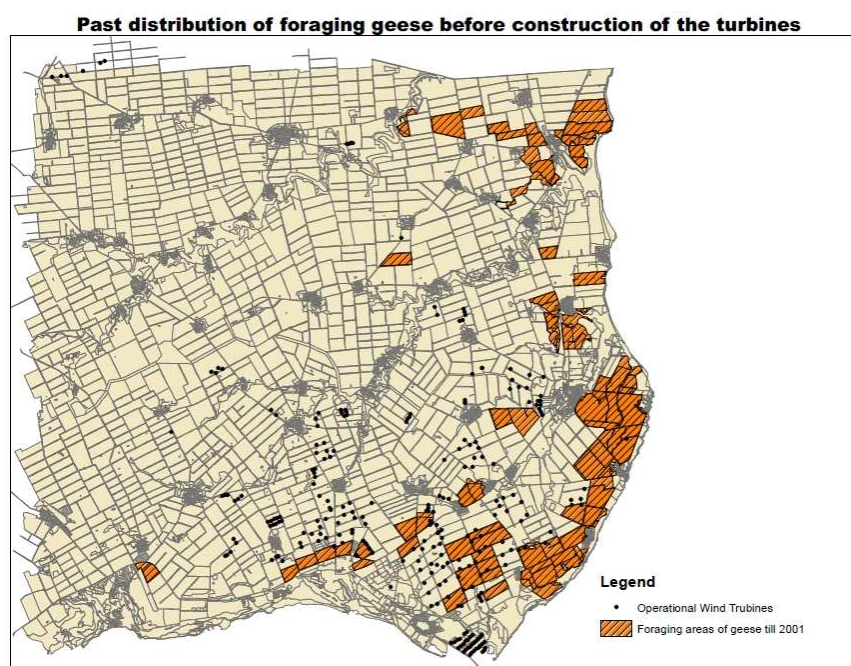 Past distribution of foraging geese before construction of the turbines
Legend
Operational Wind Trubines
Foraging areas of geese till 2001